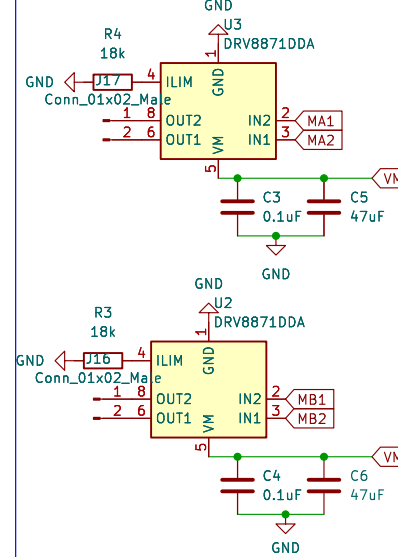 GND
U3
DRV8871DDA
R4
18k
GND
J17
Conn_01x02_Male
4 ILIM
1 GND
1 8 OUT2
2 6 OUT1
IN2 2 MA1
IN1 3 MA2
VM 5
VM
C3
0.1uF
C5
47uF
GND
GND
U2
DRV8871DDA
R3
18k
GND
J16
Conn_01x02_Male
4 ILIM
1 GND
1 8 OUT2
2 6 OUT1
IN2 2 MB1
IN1 3 MB2
VM 5
VM
C4
0.1uF
C6
47uF
GND